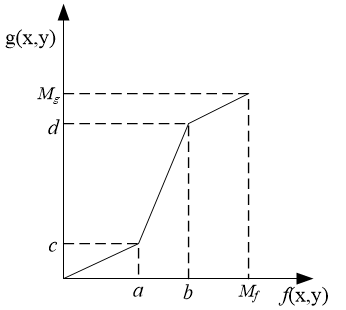 g(x,y)
M_g
d
c
a b M_f f(x,y)